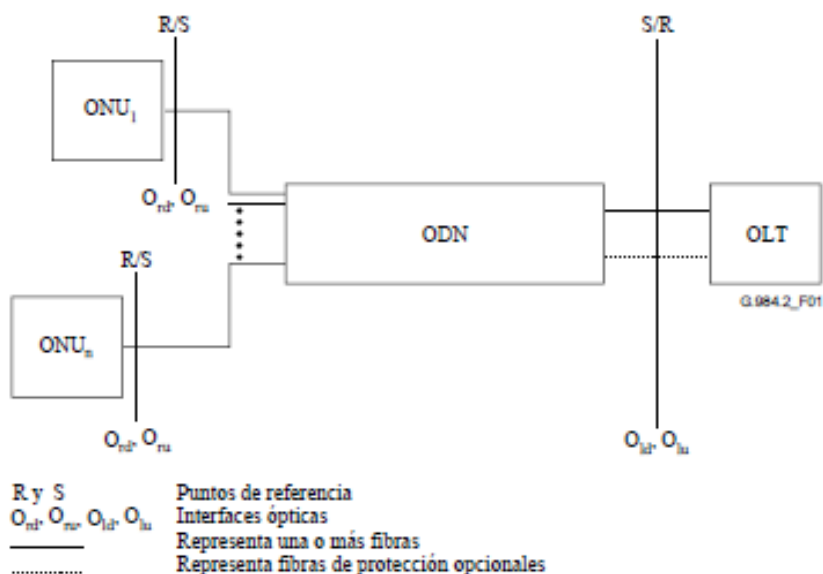 R/S
S/R
ONU1
Ord, Oru
ODN
OLT
R/S
G.984.2_F01
ONUn
Ord, Oru
Old, Olu
R y S Puntos de referencia
Ord, Oru, Old, Olu Interfaces ópticas
Representa una o más fibras
Representa fibras de protección opcionales